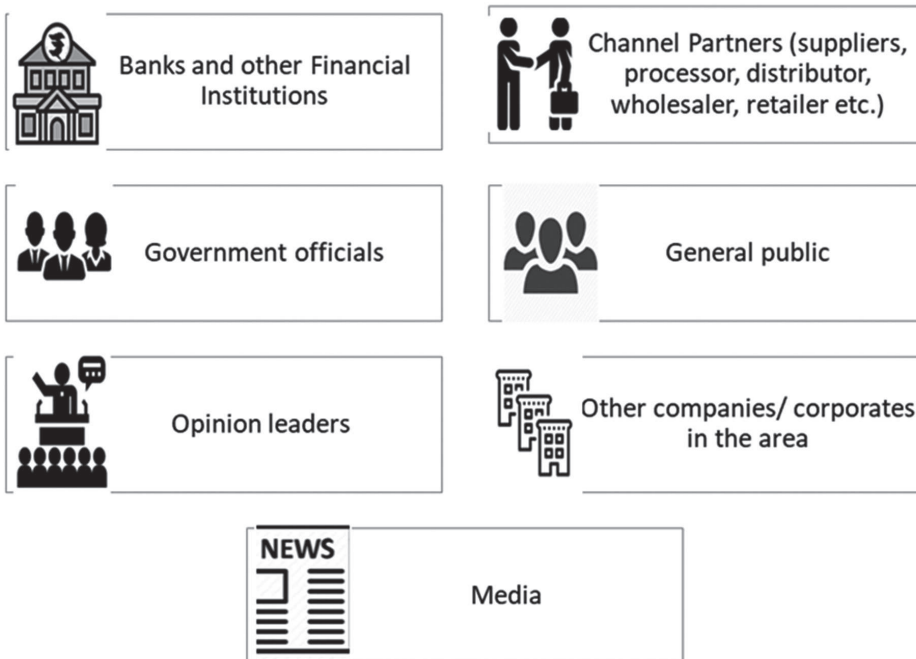 Banks and other Financial
Institutions
Channel Partners (suppliers,
processor, distributor,
wholesaler, retailer etc.)
Government officials
General public
Opinion leaders
Other companies/ corporates
in the area
NEWS
Media